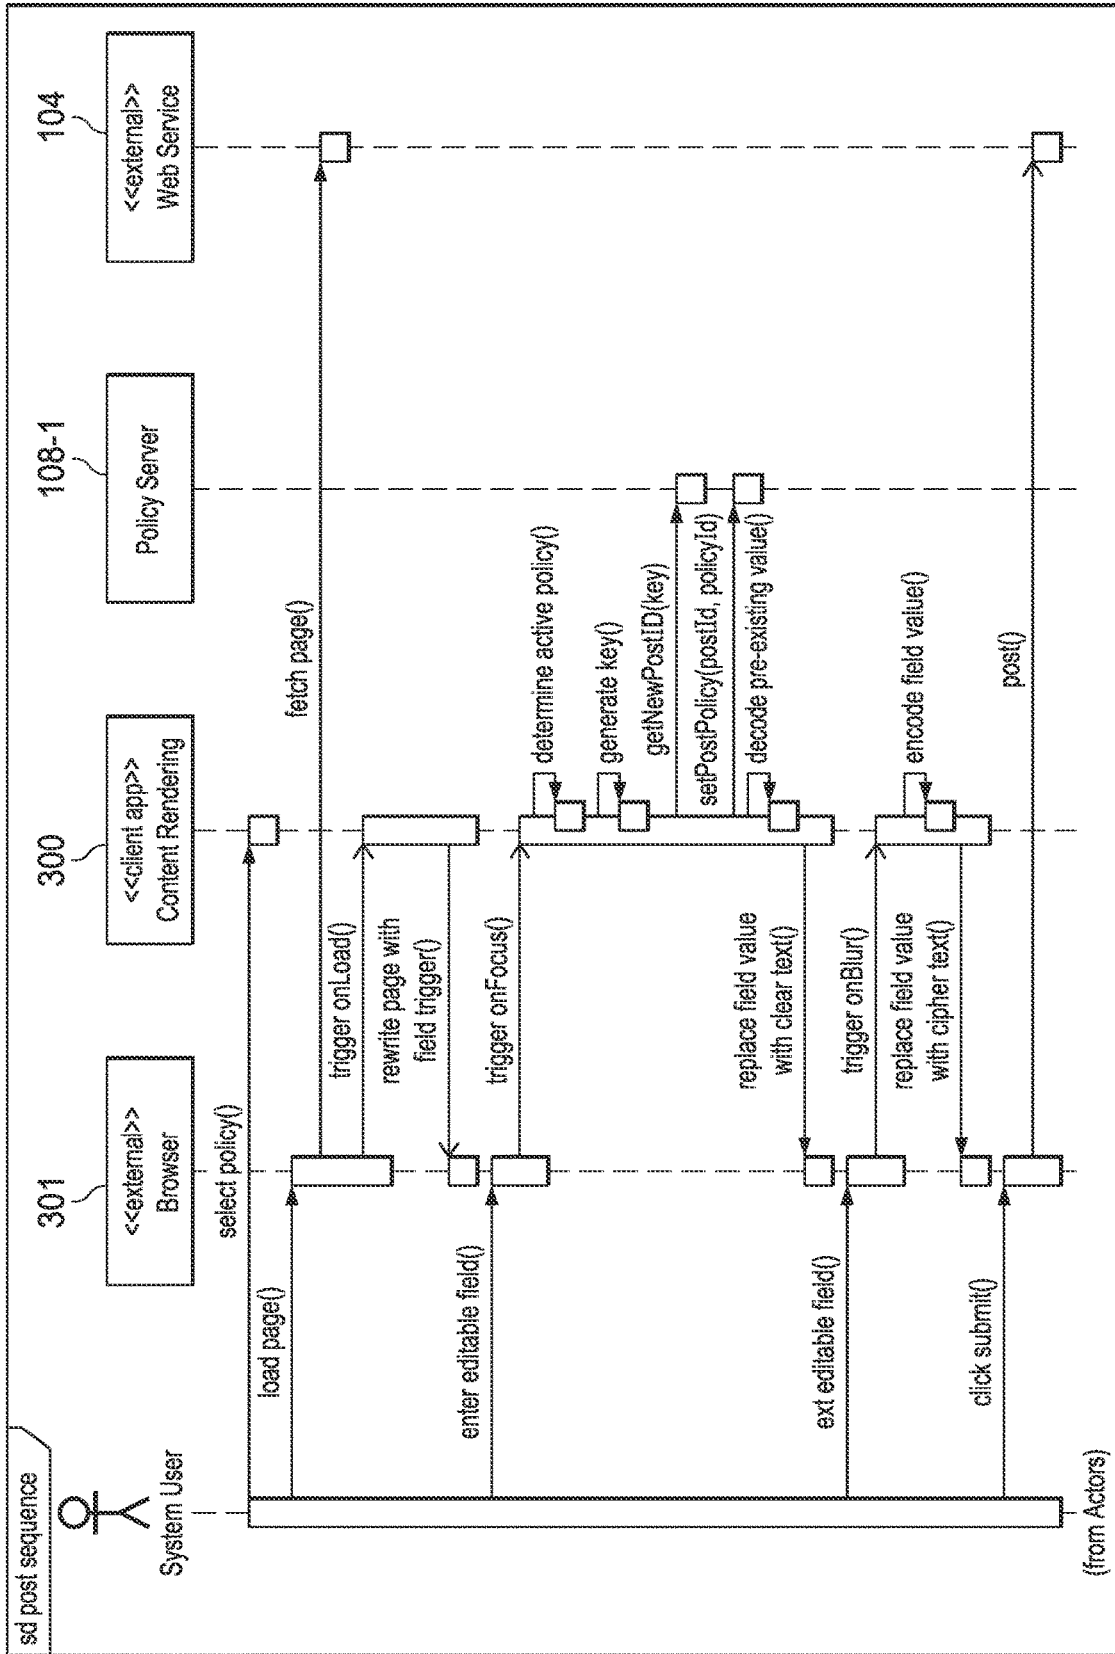 sd post sequence
System User
(from Actors)
301
<<external>>
Browser
300
<<client app>>
Content Rendering
108-1
Policy Server
104
<<external>>
Web Service
select policy()
load page()
fetch page()
trigger onLoad()
rewrite page with
field trigger()
enter editable field()
trigger onFocus()
determine active policy()
generate key()
getNewPostID(key)
setPostPolicy(postId, policyId)
decode pre-existing value()
replace field value
with clear text()
ext editable field()
trigger onBlur()
encode field value()
replace field value
with cipher text()
click submit()
post()